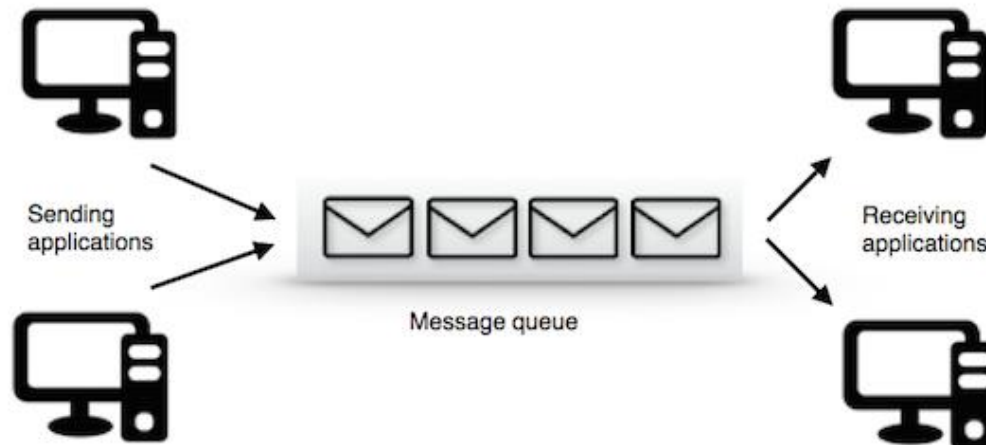 Sending
applications
Receiving
applications
Message queue